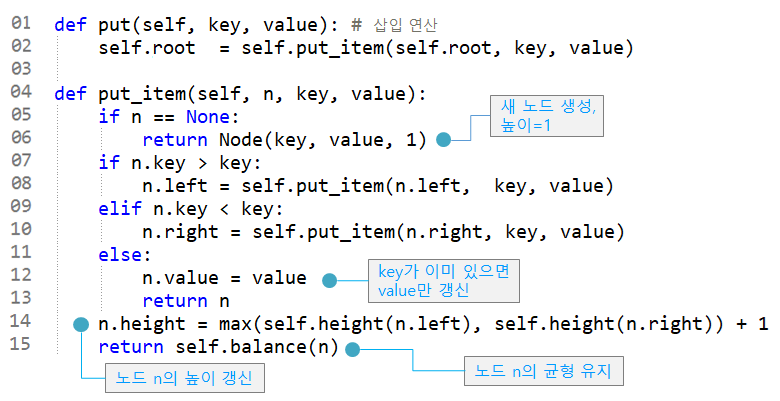 01 def put(self, key, value): # 삽입 연산
02 self.root = self.put_item(self.root, key, value)
03
04 def put_item(self, n, key, value):
05 if n == None:
06 return Node(key, value, 1)
새 노드 생성,
높이=1
07 if n.key > key:
08 n.left = self.put_item(n.left, key, value)
09 elif n.key < key:
10 n.right = self.put_item(n.right, key, value)
11 else:
12 n.value = value
13 return n
key가 이미 있으면
value만 갱신
14 n.height = max(self.height(n.left), self.height(n.right)) + 1
15 return self.balance(n)
노드 n의 높이 갱신
노드 n의 균형 유지